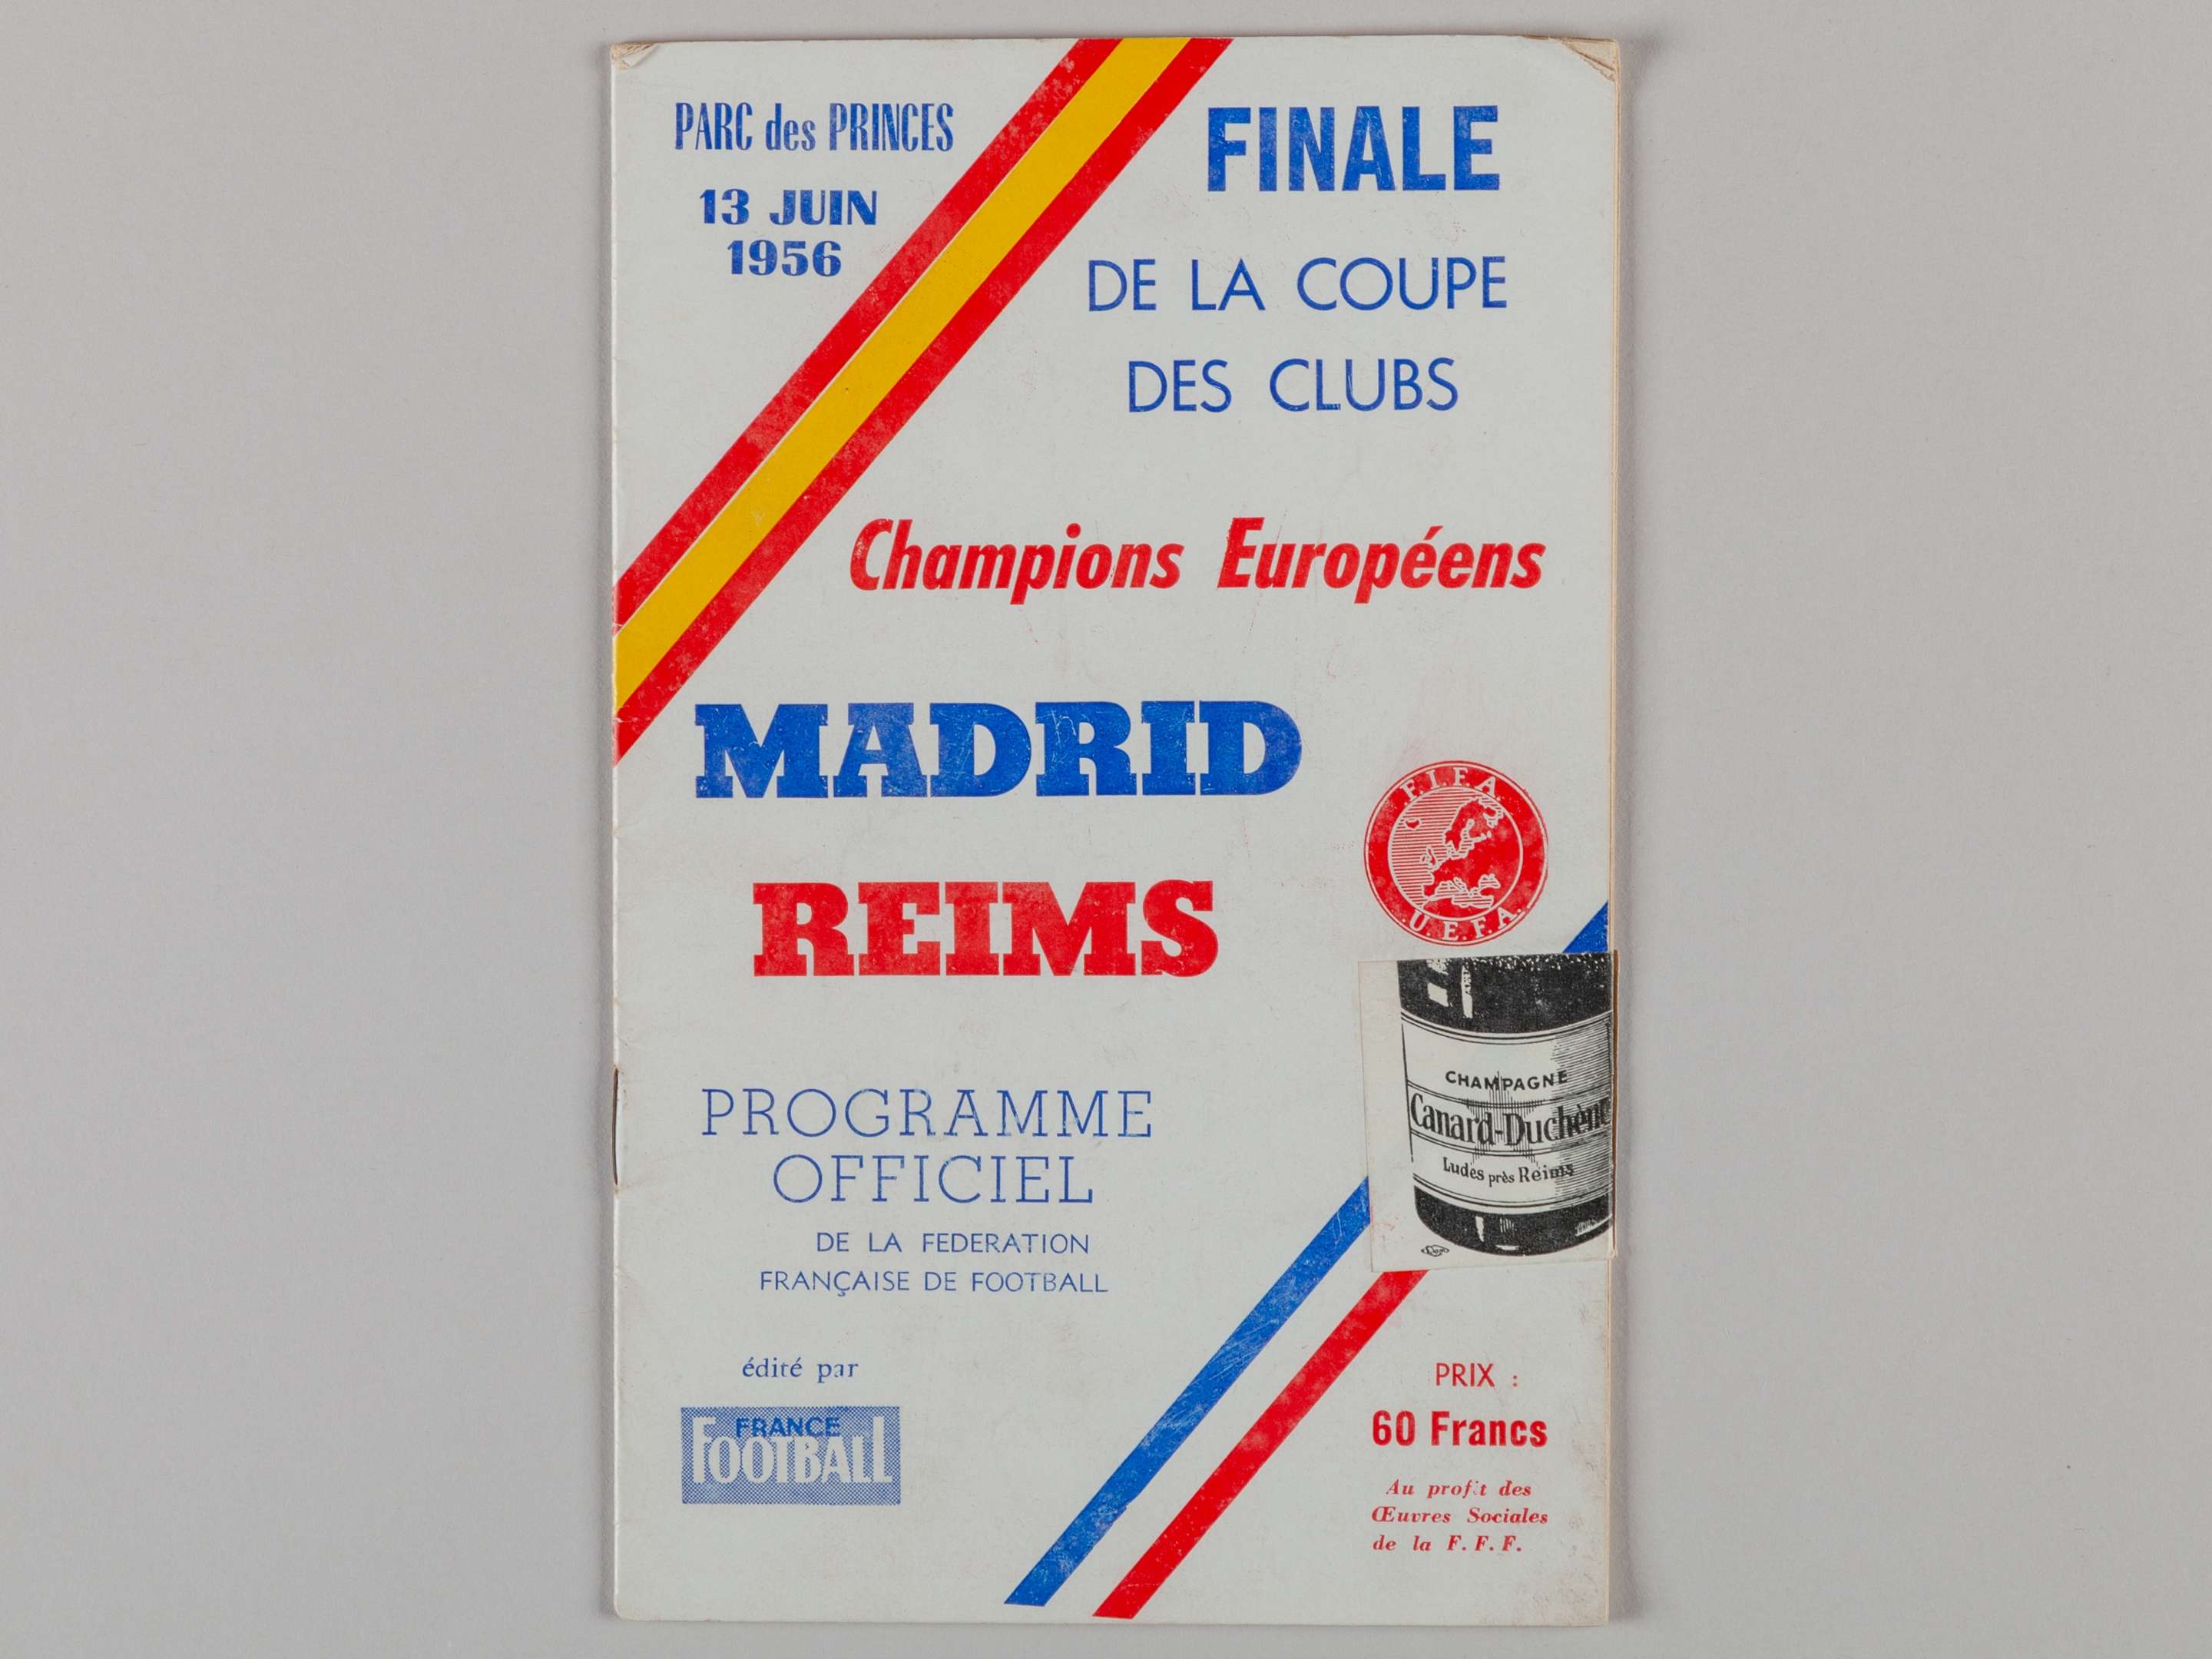 PARC des PRINCES
13 JUIN
1956
FINALE
DE LA COUPE
DES CLUBS
Champions Européens
MADRID
REIMS
F.I.F.A.
U.E.F.A.
CHAMPAGNE
Canard-Duchêne
Ludes près Reims
PROGRAMME
OFFICIEL
DE LA FEDERATION
FRANÇAISE DE FOOTBALL
édité par
FRANCE
FOOTBALL
PRIX :
60 Francs
Au profit des
Œuvres Sociales
de la F. F. F.